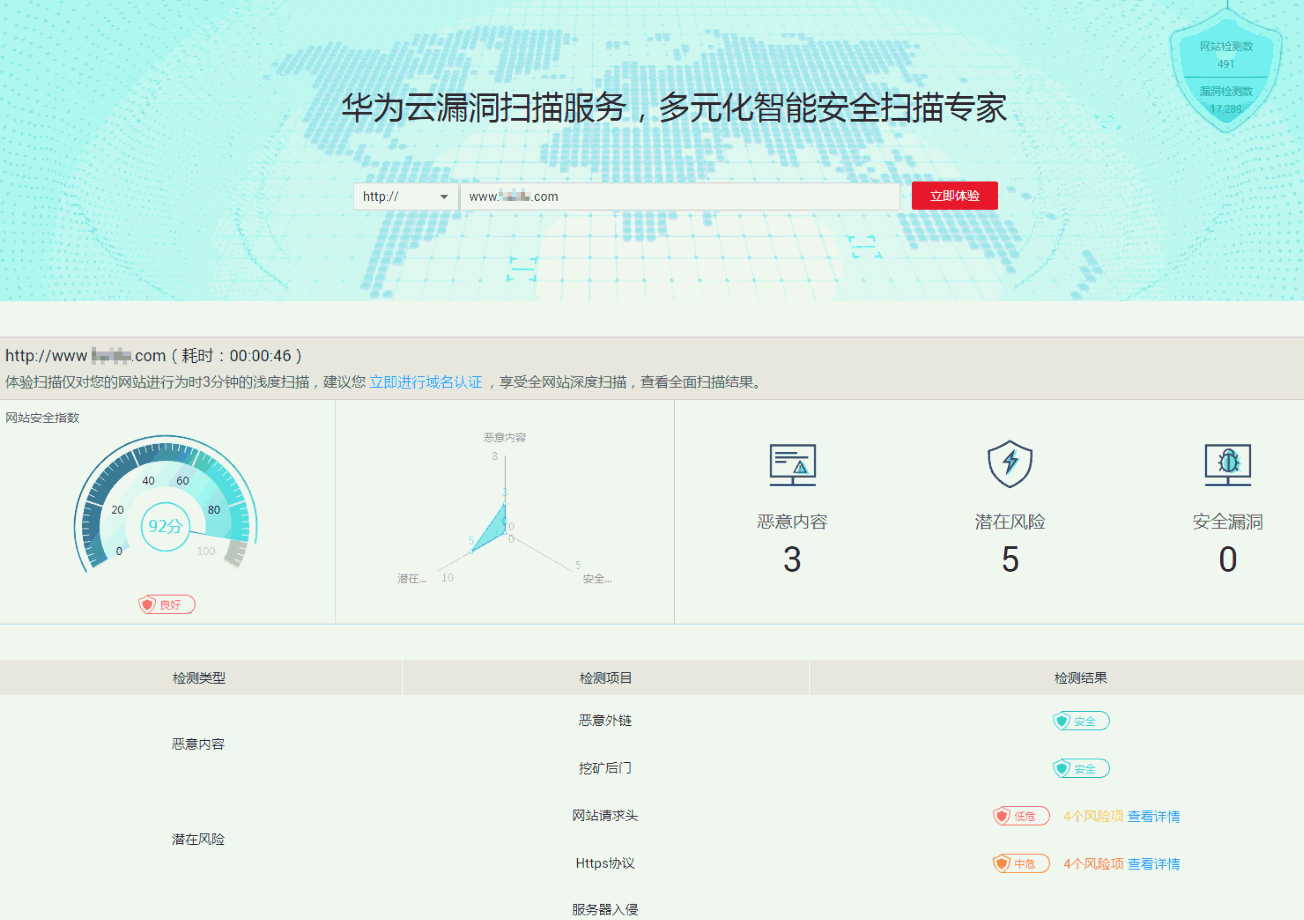 网站检测数
491
漏洞检测数
17,289
华为云漏洞扫描服务，多元化智能安全扫描专家
http://
www. .com
立即体验
http://www .com ( 耗时：00:00:46 )
体验扫描仅对您的网站进行为时3分钟的浅度扫描，建议您 立即进行域名认证 ，享受全网站深度扫描，查看全面扫描结果。
网站安全指数
0
20
40
60
80
100
92分
良好
恶意内容
8
3
0
0
0
5
潜在...
10
5
安全...
恶意内容
3
潜在风险
5
安全漏洞
0
检测类型 检测项目 检测结果
恶意内容
恶意外链 安全
挖矿后门 安全
潜在风险
网站请求头 低危 4个风险项 查看详情
Https协议 中危 4个风险项 查看详情
服务器入侵